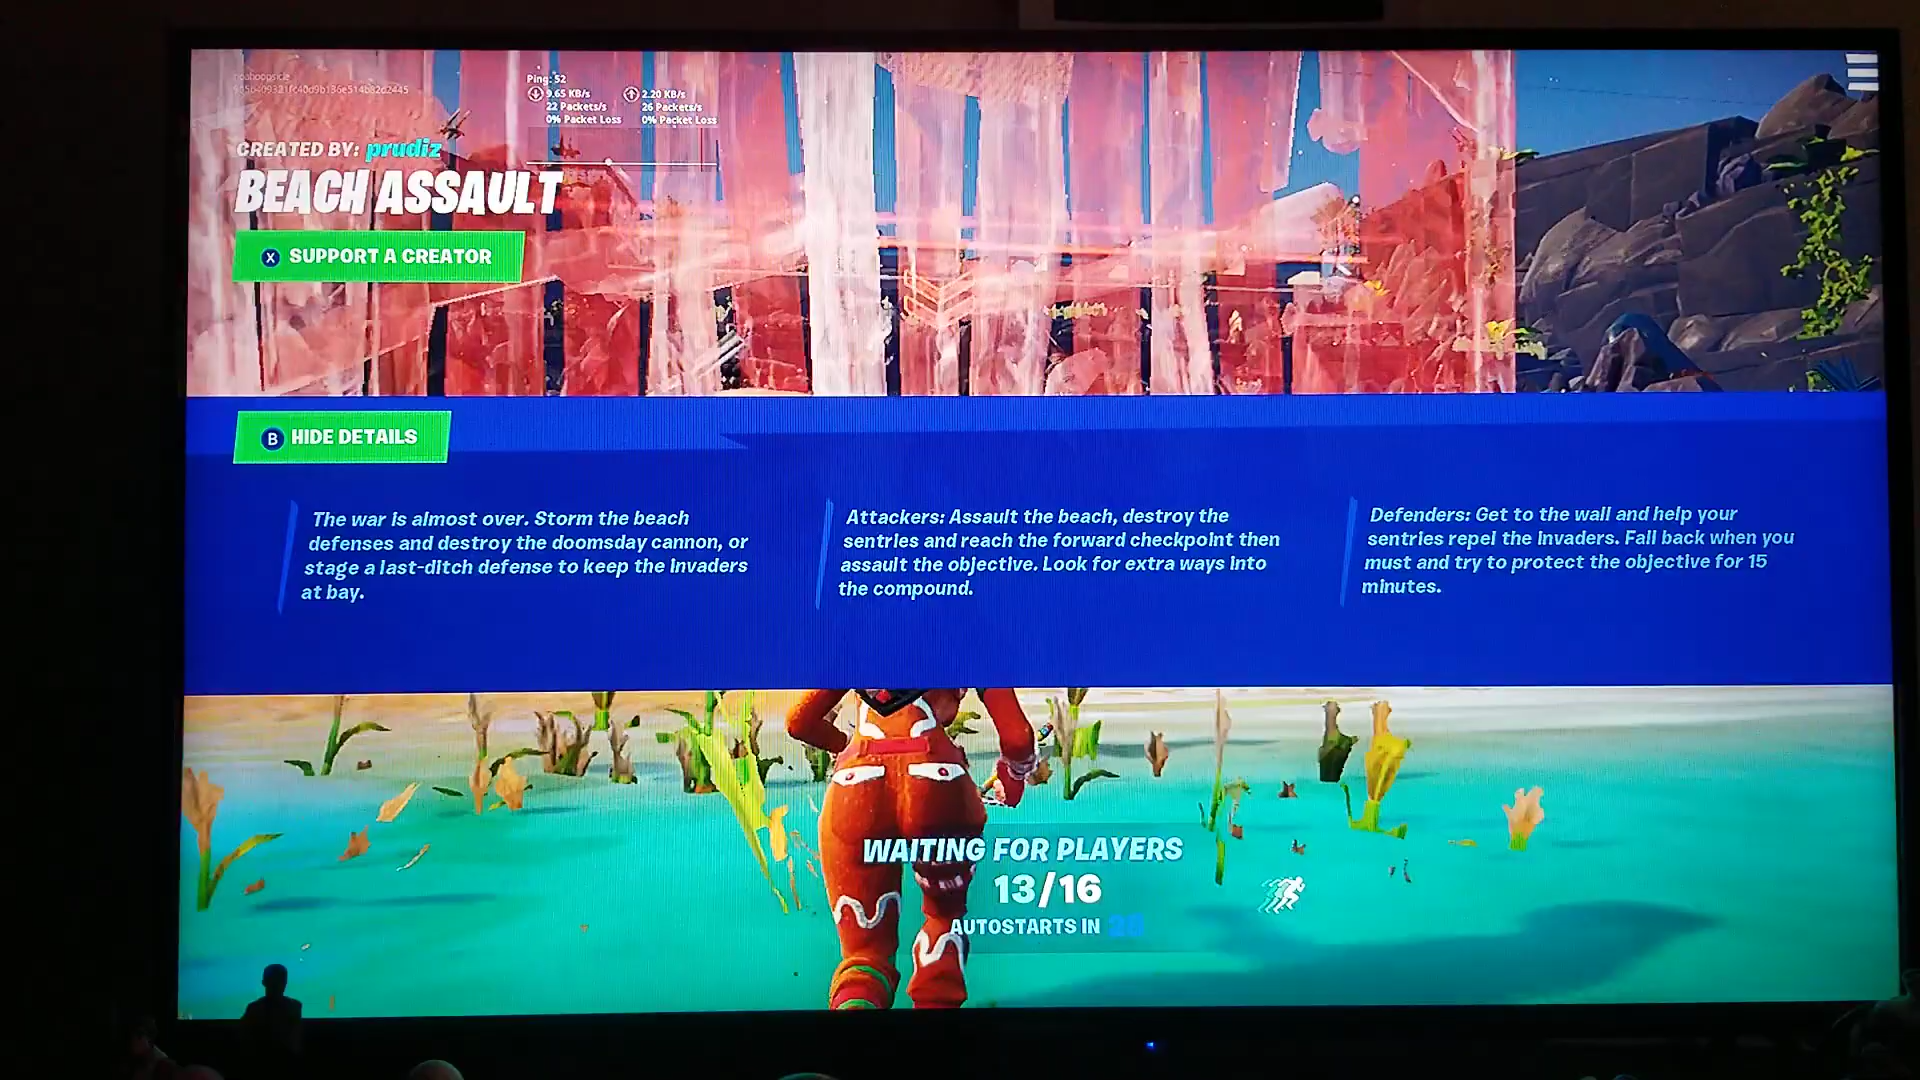 noahoopsicle
Ping: 52
9.65 KB/s
2.20 KB/s
22 Packets/s
26 Packets/s
0% Packet Loss
0% Packet Loss
CREATED BY: prudiz
BEACH ASSAULT
X SUPPORT A CREATOR
B HIDE DETAILS
The war is almost over. Storm the beach
defenses and destroy the doomsday cannon, or
stage a last-ditch defense to keep the invaders
at bay.
Attackers: Assault the beach, destroy the
sentries and reach the forward checkpoint then
assault the objective. Look for extra ways into
the compound.
Defenders: Get to the wall and help your
sentries repel the invaders. Fall back when you
must and try to protect the objective for 15
minutes.
WAITING FOR PLAYERS
13/16
AUTOSTARTS IN